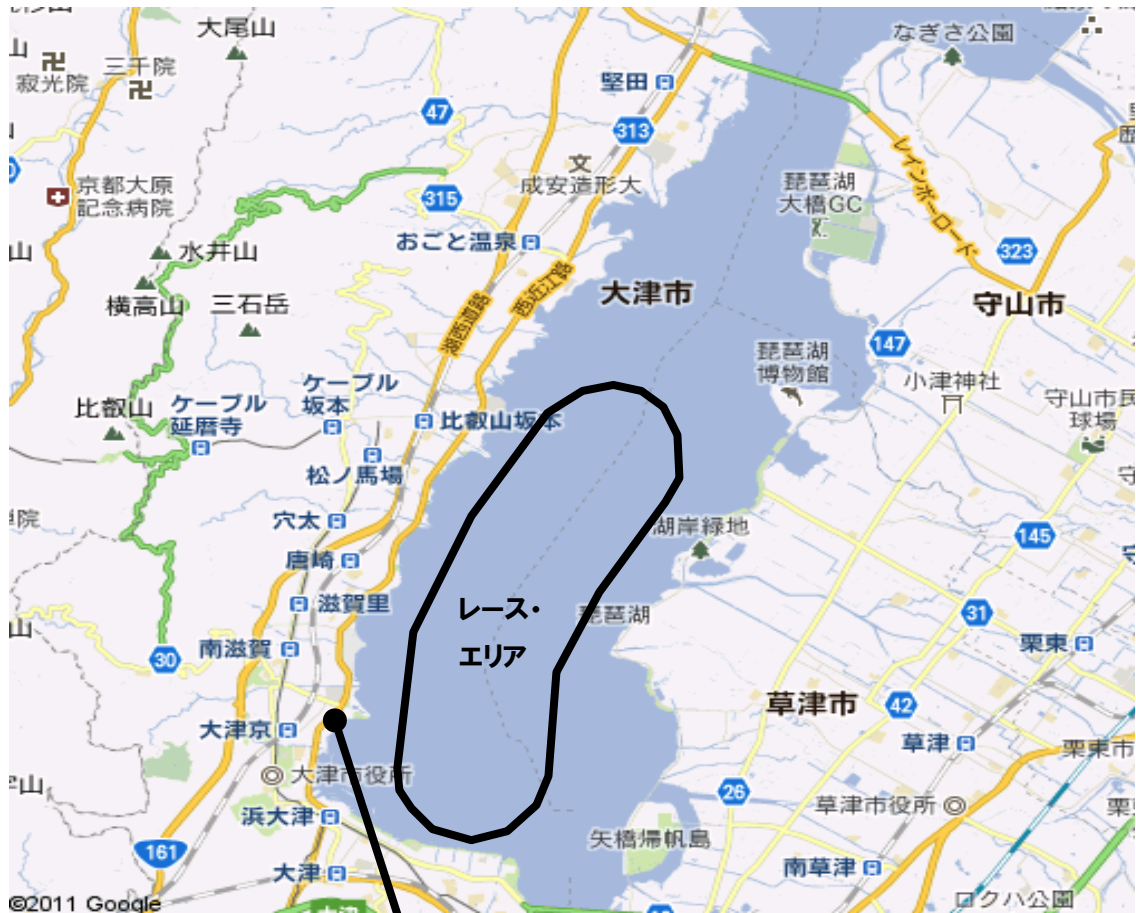 大尾山
なぎさ公園
三千院
寂光院
堅田
47
313
京都大原
記念病院
成安造形大
琵琶湖
大橋GC
レインボーロード
315
おごと温泉
水井山
323
横高山
三石岳
西近江路
湖西道路
大津市
守山市
147
琵琶湖
博物館
小津神社
ケーブル
坂本
比叡山
ケーブル
延暦寺
比叡山坂本
守山市民
球場
松ノ馬場
穴太
湖岸緑地
145
唐崎
滋賀里
レース・
エリア
琵琶湖
31
栗東
南滋賀
30
草津市
42
大津京
草津
栗東市
大津市役所
26
草津市役所
浜大津
矢橋帰帆島
161
大津
南草津
ロクハ公園
©2011 Google